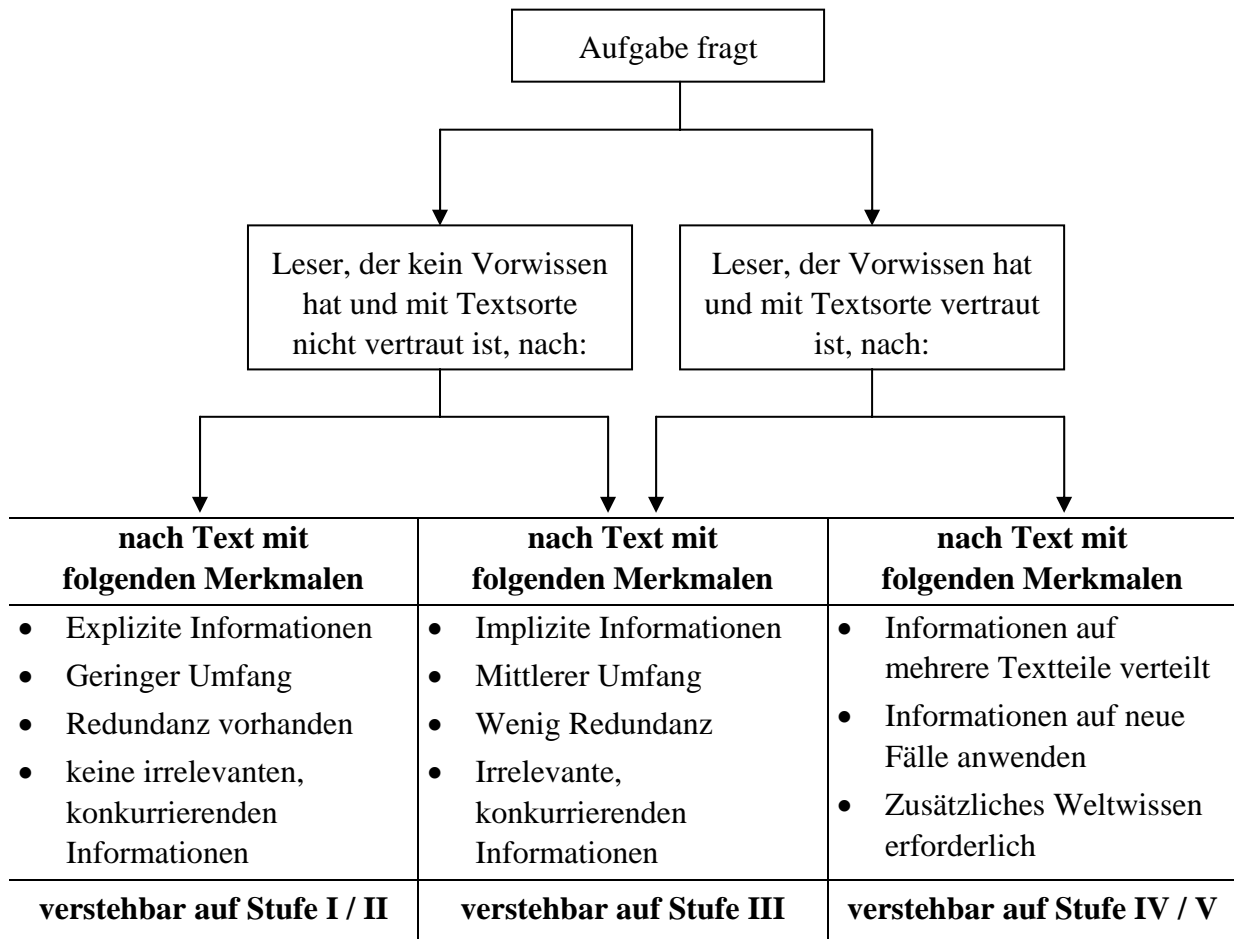 Aufgabe fragt
Leser, der kein Vorwissen
hat und mit Textsorte
nicht vertraut ist, nach:
Leser, der Vorwissen hat
und mit Textsorte vertraut
ist, nach:
nach Text mit
folgenden Merkmalen
• Explizite Informationen
• Geringer Umfang
• Redundanz vorhanden
• keine irrelevanten,
konkurrierenden
Informationen
verstehbar auf Stufe I / II
nach Text mit
folgenden Merkmalen
• Implizite Informationen
• Mittlerer Umfang
• Wenig Redundanz
• Irrelevante,
konkurrierenden
Informationen
verstehbar auf Stufe III
nach Text mit
folgenden Merkmalen
• Informationen auf
mehrere Textteile verteilt
• Informationen auf neue
Fälle anwenden
• Zusätzliches Weltwissen
erforderlich
verstehbar auf Stufe IV / V